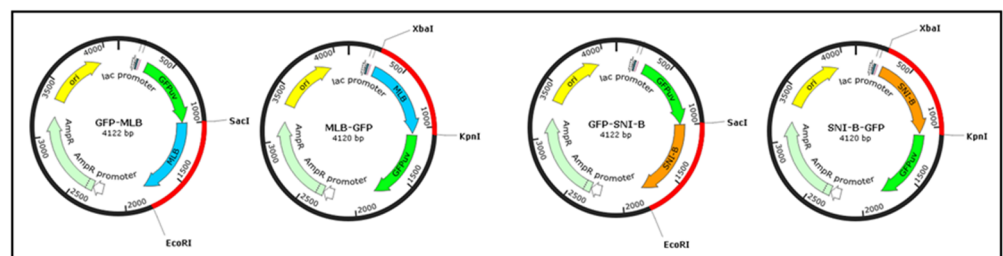 GFP-MLB
4122 bp
lac promoter
GFPuv
MLB
AmpR promoter
AmpR
ori
500
1000
1500
2000
2500
3000
3500
4000
SacI
EcoRI
MLB-GFP
4120 bp
lac promoter
MLB
GFPuv
AmpR promoter
AmpR
ori
500
1000
1500
2000
2500
3000
3500
4000
XbaI
KpnI
GFP-SNI-B
4122 bp
lac promoter
GFPuv
SNI-B
AmpR promoter
AmpR
ori
500
1000
1500
2000
2500
3000
3500
4000
SacI
EcoRI
SNI-B-GFP
4120 bp
lac promoter
SNI-B
GFPuv
AmpR promoter
AmpR
ori
500
1000
1500
2000
2500
3000
3500
4000
XbaI
KpnI